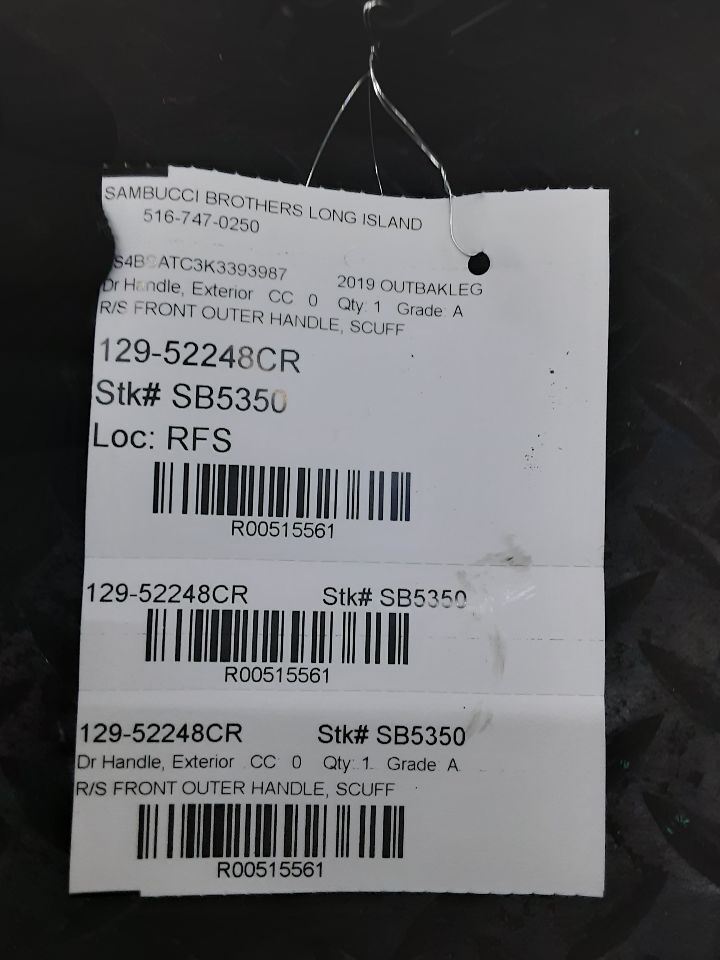 SAMBUCCI BROTHERS LONG ISLAND
516-747-0250
2019 OUTBAKLEG
Dr Handle, Exterior CC 0 Qty: 1 Grade: A
R/S FRONT OUTER HANDLE, SCUFF
129-52248CR
Stk# SB5350
Loc: RFS
R00515561
129-52248CR Stk# SB5350
R00515561
129-52248CR Stk# SB5350
Dr Handle, Exterior CC 0 Qty: 1 Grade A
R/S FRONT OUTER HANDLE, SCUFF
R00515561